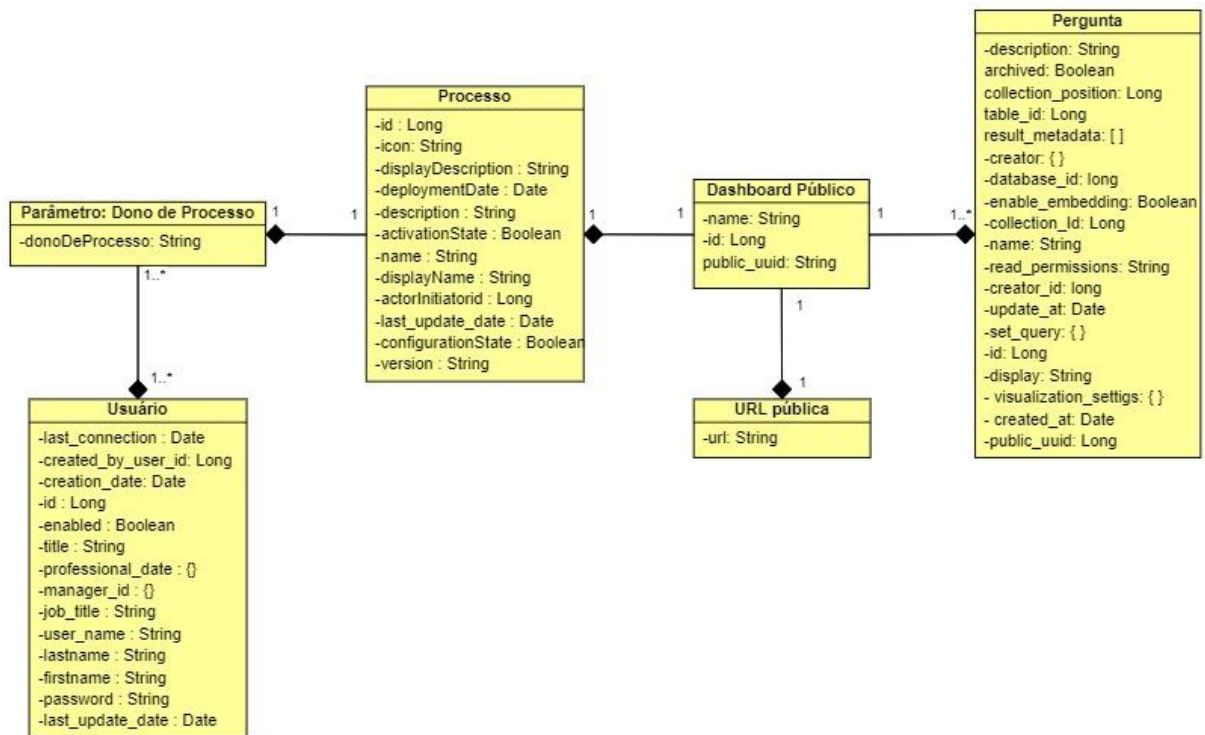 Pergunta
-description: String
archived: Boolean
collection_position: Long
table_id: Long
result_metadata: [ ]
-creator: { }
-database_id: long
-enable_embedding: Boolean
-collection_Id: Long
-name: String
-read_permissions: String
-creator_id: long
-update_at: Date
-set_query: { }
-id: Long
-display: String
- visualization_settigs: { }
- created_at: Date
-public_uuid: Long
Processo
-id : Long
-icon: String
-displayDescription : String
-deploymentDate : Date
-description : String
-activationState : Boolean
-name : String
-displayName : String
-actorInitiatorid : Long
-last_update_date : Date
-configurationState : Boolean
-version : String
Dashboard Público
-name: String
-id: Long
public_uuid: String
Parâmetro: Dono de Processo
-donoDeProcesso: String
1
1
1
1
1
1..*
1..*
1..*
1
1
URL pública
-url: String
Usuário
-last_connection : Date
-created_by_user_id: Long
-creation_date: Date
-id : Long
-enabled : Boolean
-title : String
-professional_date : {}
-manager_id : {}
-job_title : String
-user_name : String
-lastname : String
-firstname : String
-password : String
-last_update_date : Date